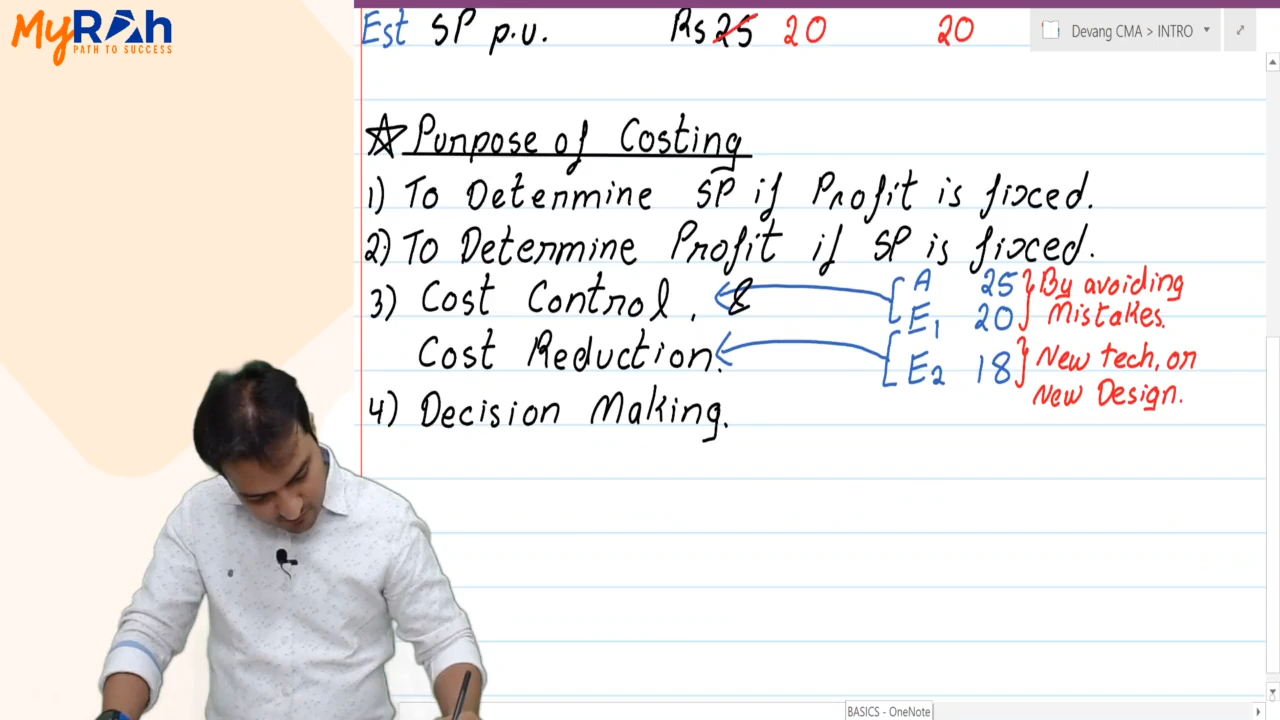 MyRAh
PATH TO SUCCESS
Est SP p.u. Rs 25 20 20
Devang CMA > INTRO
☆ Purpose of Costing
1) To Determine SP if Profit is fixed.
2) To Determine Profit if SP is fixed.
3) Cost Control, &
Cost Reduction.
4) Decision Making.
A 25
E1 20
By avoiding
Mistakes.
E2 18
New tech, or
New Design.
BASICS - OneNote